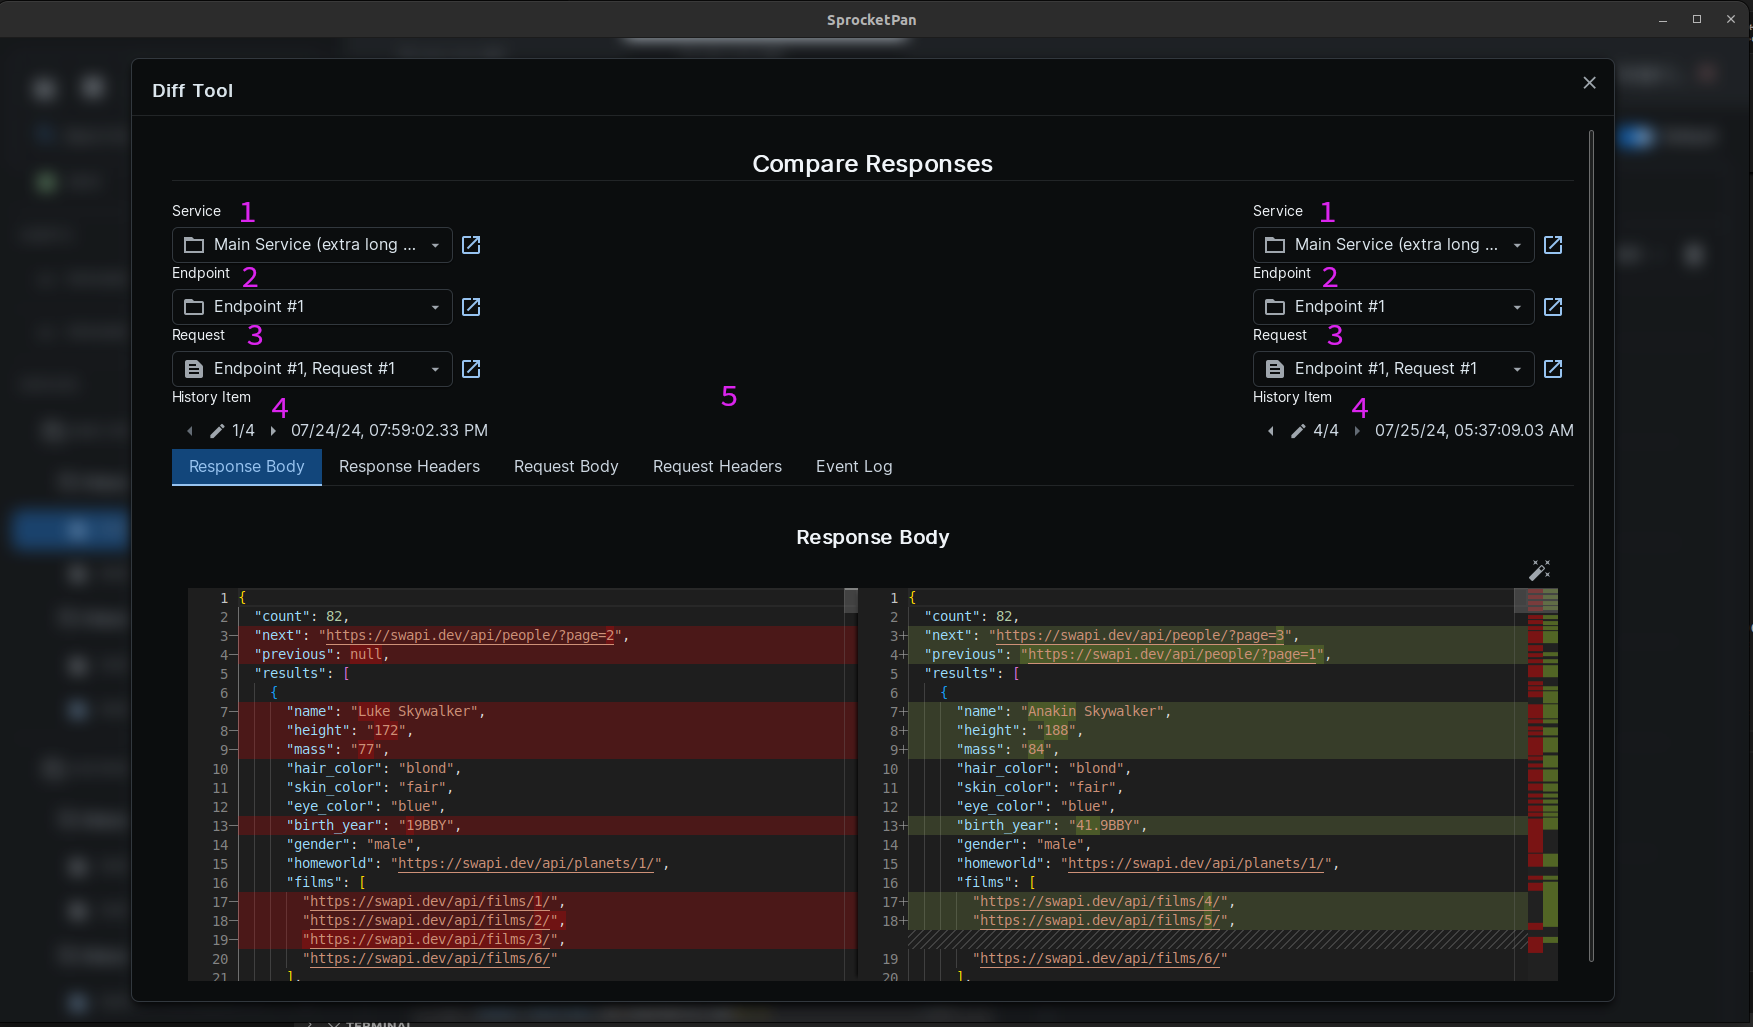 SprocketPan
Diff Tool
Compare Responses
Service 1
Main Service (extra long ...
Endpoint 2
Endpoint #1
Request 3
Endpoint #1, Request #1
History Item 4
1/4 07/24/24, 07:59:02.33 PM
5
Service 1
Main Service (extra long ...
Endpoint 2
Endpoint #1
Request 3
Endpoint #1, Request #1
History Item 4
4/4 07/25/24, 05:37:09.03 AM
Response Body Response Headers Request Body Request Headers Event Log
Response Body
1 {
2 "count": 82,
3- "next": "https://swapi.dev/api/people/?page=2",
4- "previous": null,
5 "results": [
6 {
7- "name": "Luke Skywalker",
8- "height": "172",
9- "mass": "77",
10 "hair_color": "blond",
11 "skin_color": "fair",
12 "eye_color": "blue",
13- "birth_year": "19BBY",
14 "gender": "male",
15 "homeworld": "https://swapi.dev/api/planets/1/",
16 "films": [
17- "https://swapi.dev/api/films/1/",
18- "https://swapi.dev/api/films/2/",
19- "https://swapi.dev/api/films/3/",
20 "https://swapi.dev/api/films/6/"
21 ],
1 {
2 "count": 82,
3+ "next": "https://swapi.dev/api/people/?page=3",
4+ "previous": "https://swapi.dev/api/people/?page=1",
5 "results": [
6 {
7+ "name": "Anakin Skywalker",
8+ "height": "188",
9+ "mass": "84",
10 "hair_color": "blond",
11 "skin_color": "fair",
12 "eye_color": "blue",
13+ "birth_year": "41.9BBY",
14 "gender": "male",
15 "homeworld": "https://swapi.dev/api/planets/1/",
16 "films": [
17+ "https://swapi.dev/api/films/4/",
18+ "https://swapi.dev/api/films/5/",
19 "https://swapi.dev/api/films/6/"
20 ],
TERMINAL